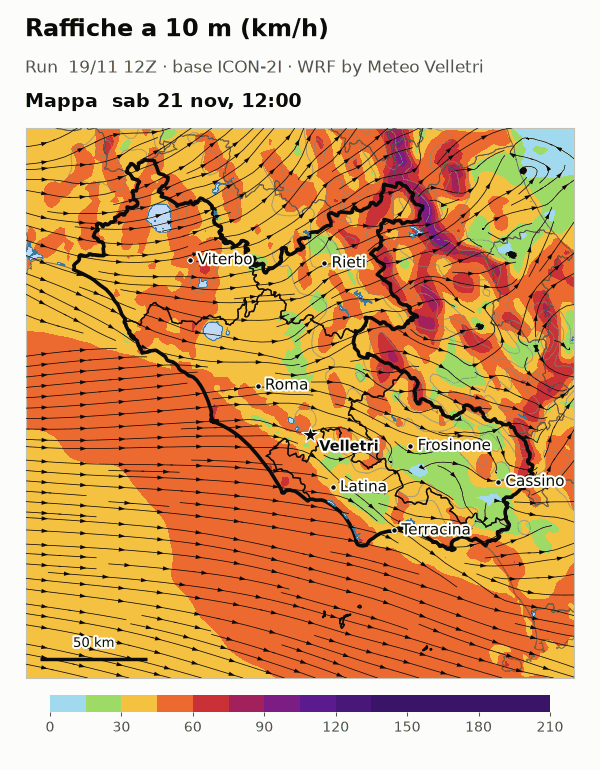 Raffiche a 10 m (km/h)
Run  19/11 12Z · base ICON-2I · WRF by Meteo Velletri
Mappa  sab 21 nov, 12:00
Viterbo
Rieti
Roma
Velletri
Frosinone
Latina
Cassino
Terracina
50 km
0 30 60 90 120 150 180 210